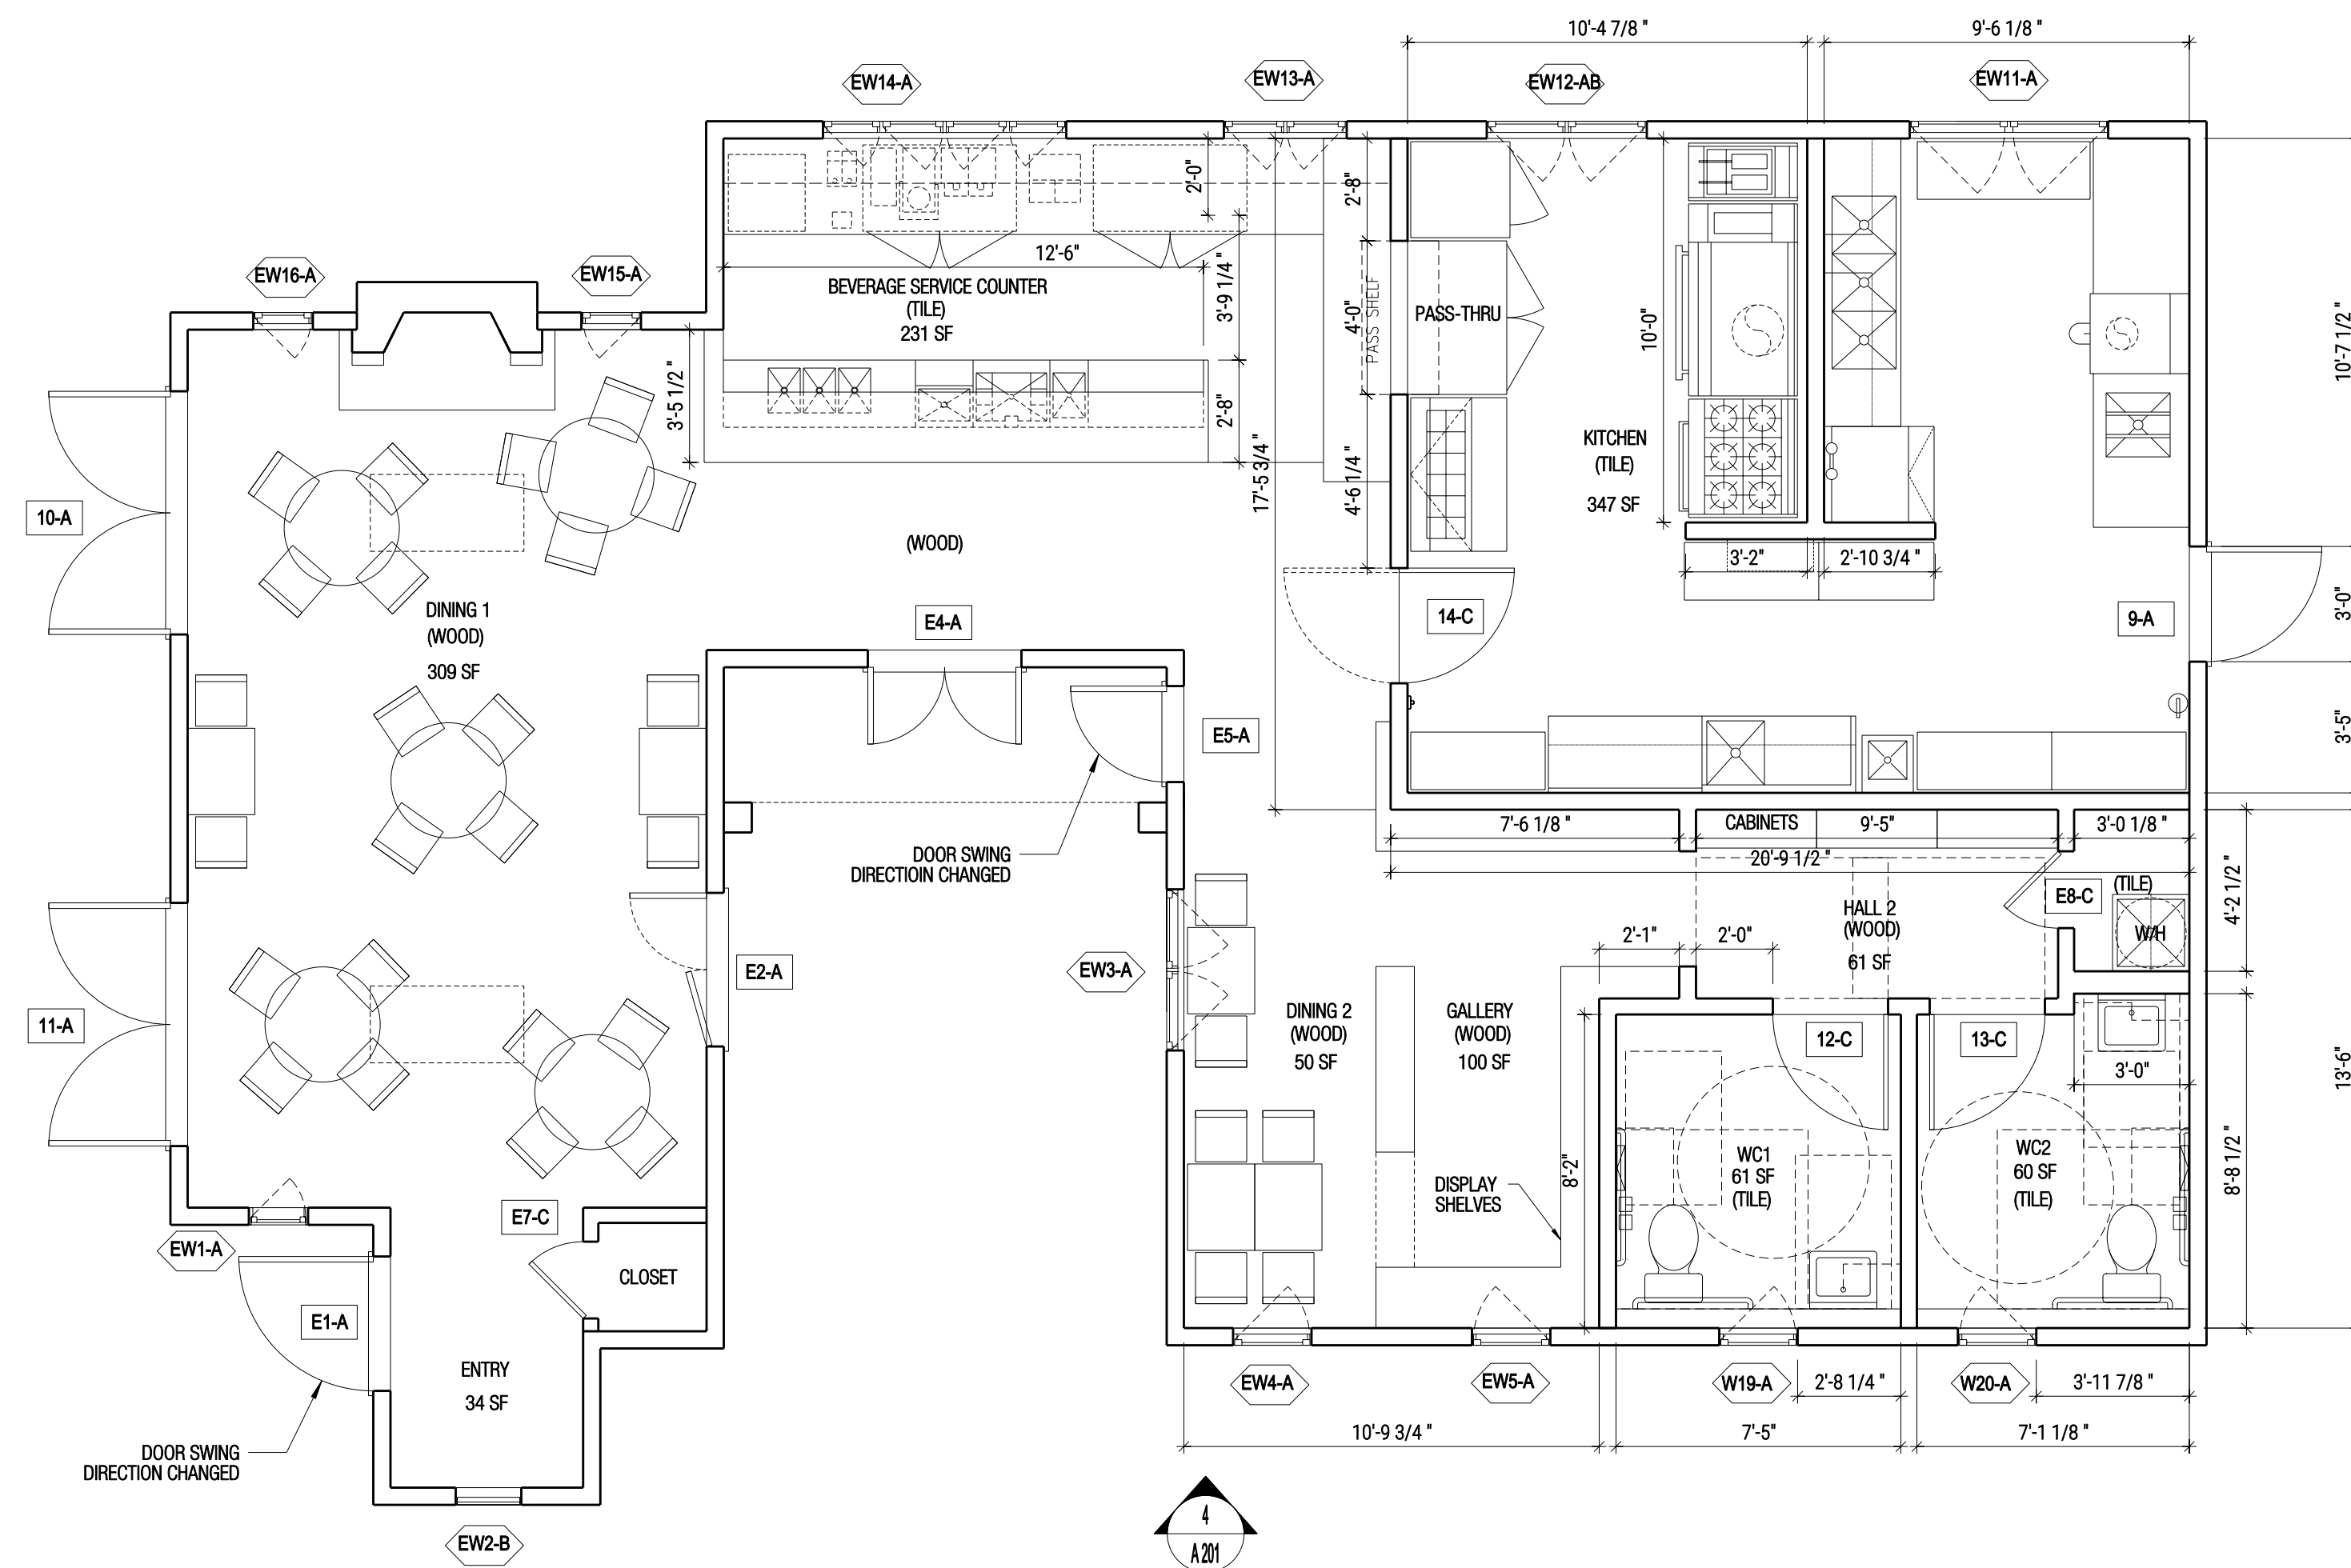 10'-4 7/8 "
9'-6 1/8 "
EW14-A
EW13-A
EW12-AB
EW11-A
2'-0"
2'-8"
12'-6"
EW16-A
EW15-A
BEVERAGE SERVICE COUNTER
(TILE)
231 SF
3'-9 1/4 "
4'-0"
PASS SHELF
PASS-THRU
10'-0"
10'-7 1/2 "
3'-5 1/2 "
2'-8"
17'-5 3/4 "
4'-6 1/4 "
KITCHEN
(TILE)
347 SF
10-A
(WOOD)
3'-2"
2'-10 3/4 "
DINING 1
(WOOD)
309 SF
E4-A
14-C
9-A
3'-0"
E5-A
3'-5"
DOOR SWING
DIRECTIOIN CHANGED
7'-6 1/8 "
CABINETS
9'-5"
3'-0 1/8 "
20'-9 1/2 "
4'-2 1/2 "
E8-C
(TILE)
W/H
HALL 2
(WOOD)
61 SF
2'-1"
2'-0"
E2-A
EW3-A
11-A
DINING 2
(WOOD)
50 SF
GALLERY
(WOOD)
100 SF
12-C
13-C
3'-0"
13'-6"
8'-2"
8'-8 1/2 "
WC1
61 SF
(TILE)
WC2
60 SF
(TILE)
DISPLAY
SHELVES
E7-C
EW1-A
CLOSET
E1-A
ENTRY
34 SF
EW4-A
EW5-A
W19-A
2'-8 1/4 "
W20-A
3'-11 7/8 "
10'-9 3/4 "
7'-5"
7'-1 1/8 "
DOOR SWING
DIRECTION CHANGED
EW2-B
4
A201